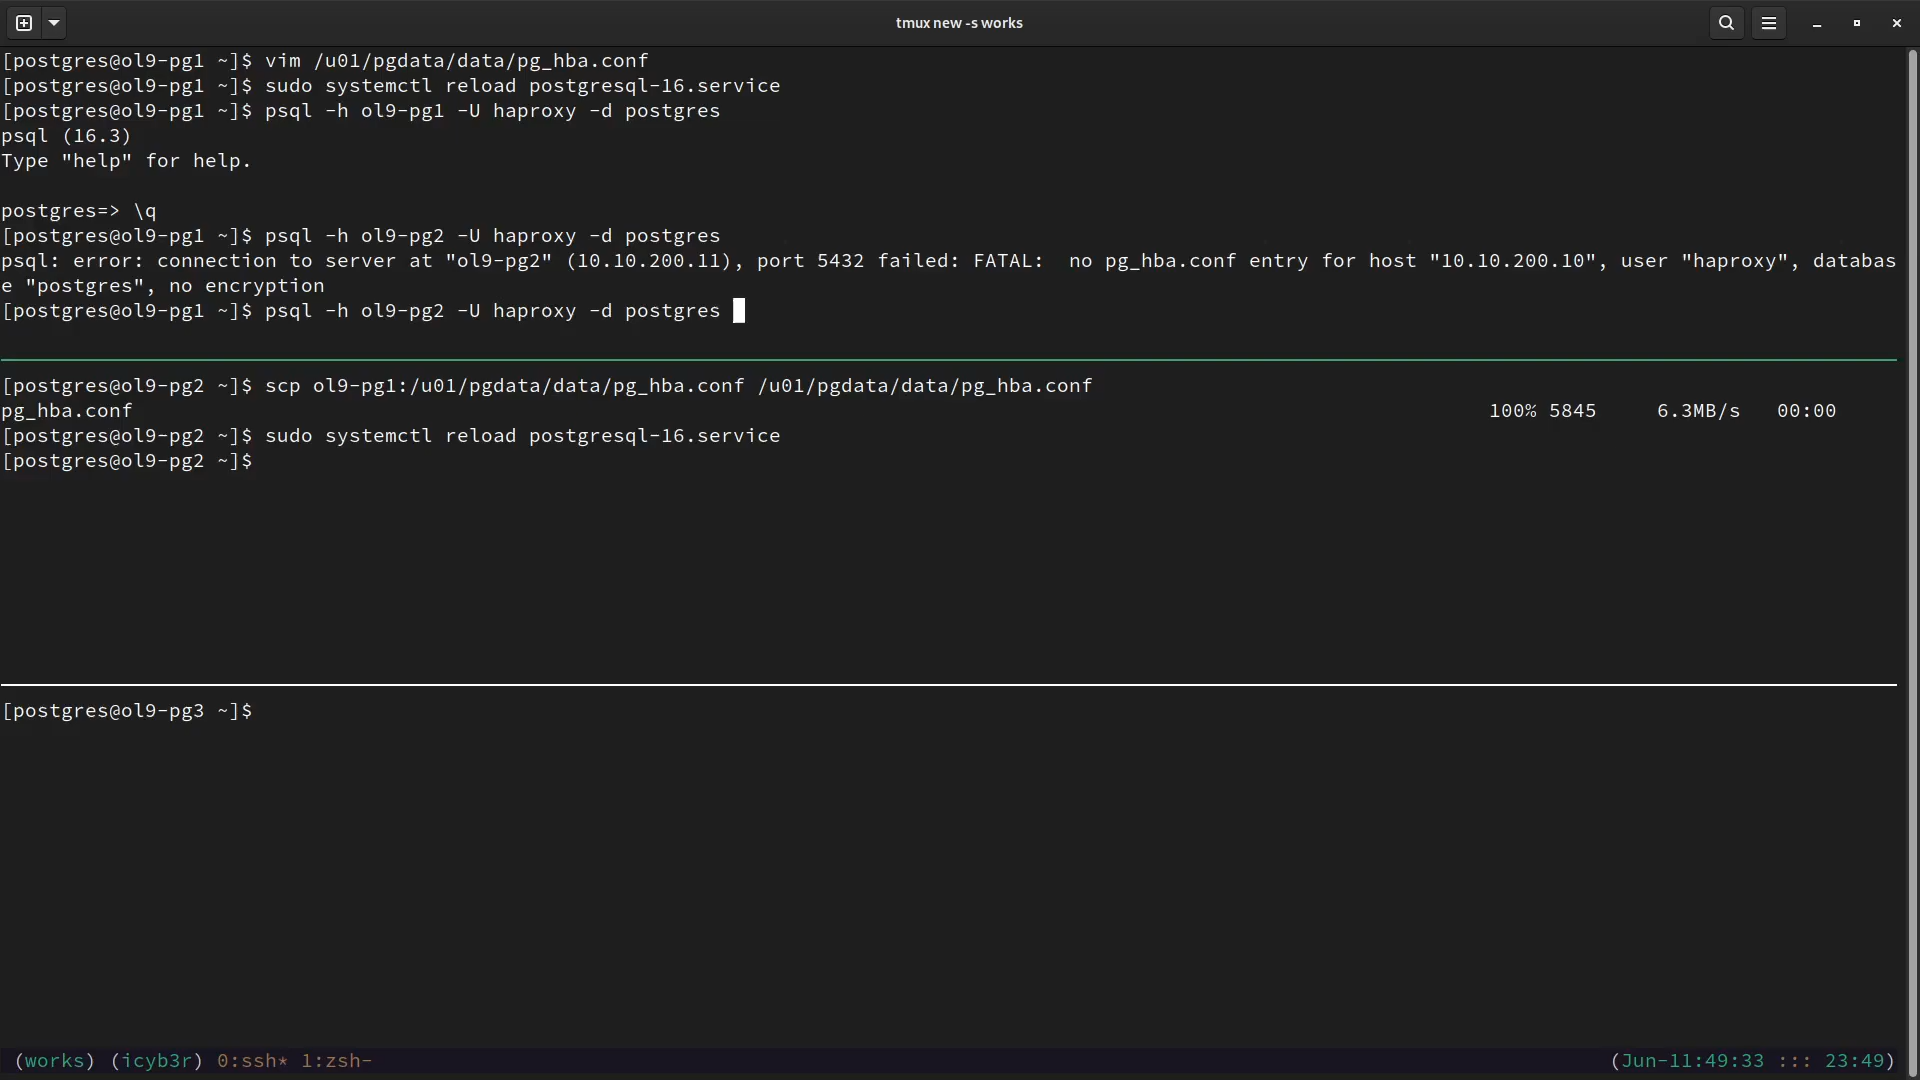 tmux new -s works
[postgres@ol9-pg1 ~]$ vim /u01/pgdata/data/pg_hba.conf
[postgres@ol9-pg1 ~]$ sudo systemctl reload postgresql-16.service
[postgres@ol9-pg1 ~]$ psql -h ol9-pg1 -U haproxy -d postgres
psql (16.3)
Type "help" for help.
postgres=> \q
[postgres@ol9-pg1 ~]$ psql -h ol9-pg2 -U haproxy -d postgres
psql: error: connection to server at "ol9-pg2" (10.10.200.11), port 5432 failed: FATAL:  no pg_hba.conf entry for host "10.10.200.10", user "haproxy", databas
e "postgres", no encryption
[postgres@ol9-pg1 ~]$ psql -h ol9-pg2 -U haproxy -d postgres
[postgres@ol9-pg2 ~]$ scp ol9-pg1:/u01/pgdata/data/pg_hba.conf /u01/pgdata/data/pg_hba.conf
pg_hba.conf 100% 5845 6.3MB/s 00:00
[postgres@ol9-pg2 ~]$ sudo systemctl reload postgresql-16.service
[postgres@ol9-pg2 ~]$
[postgres@ol9-pg3 ~]$
(works) (icyb3r) 0:ssh* 1:zsh- (Jun-11:49:33 ::: 23:49)